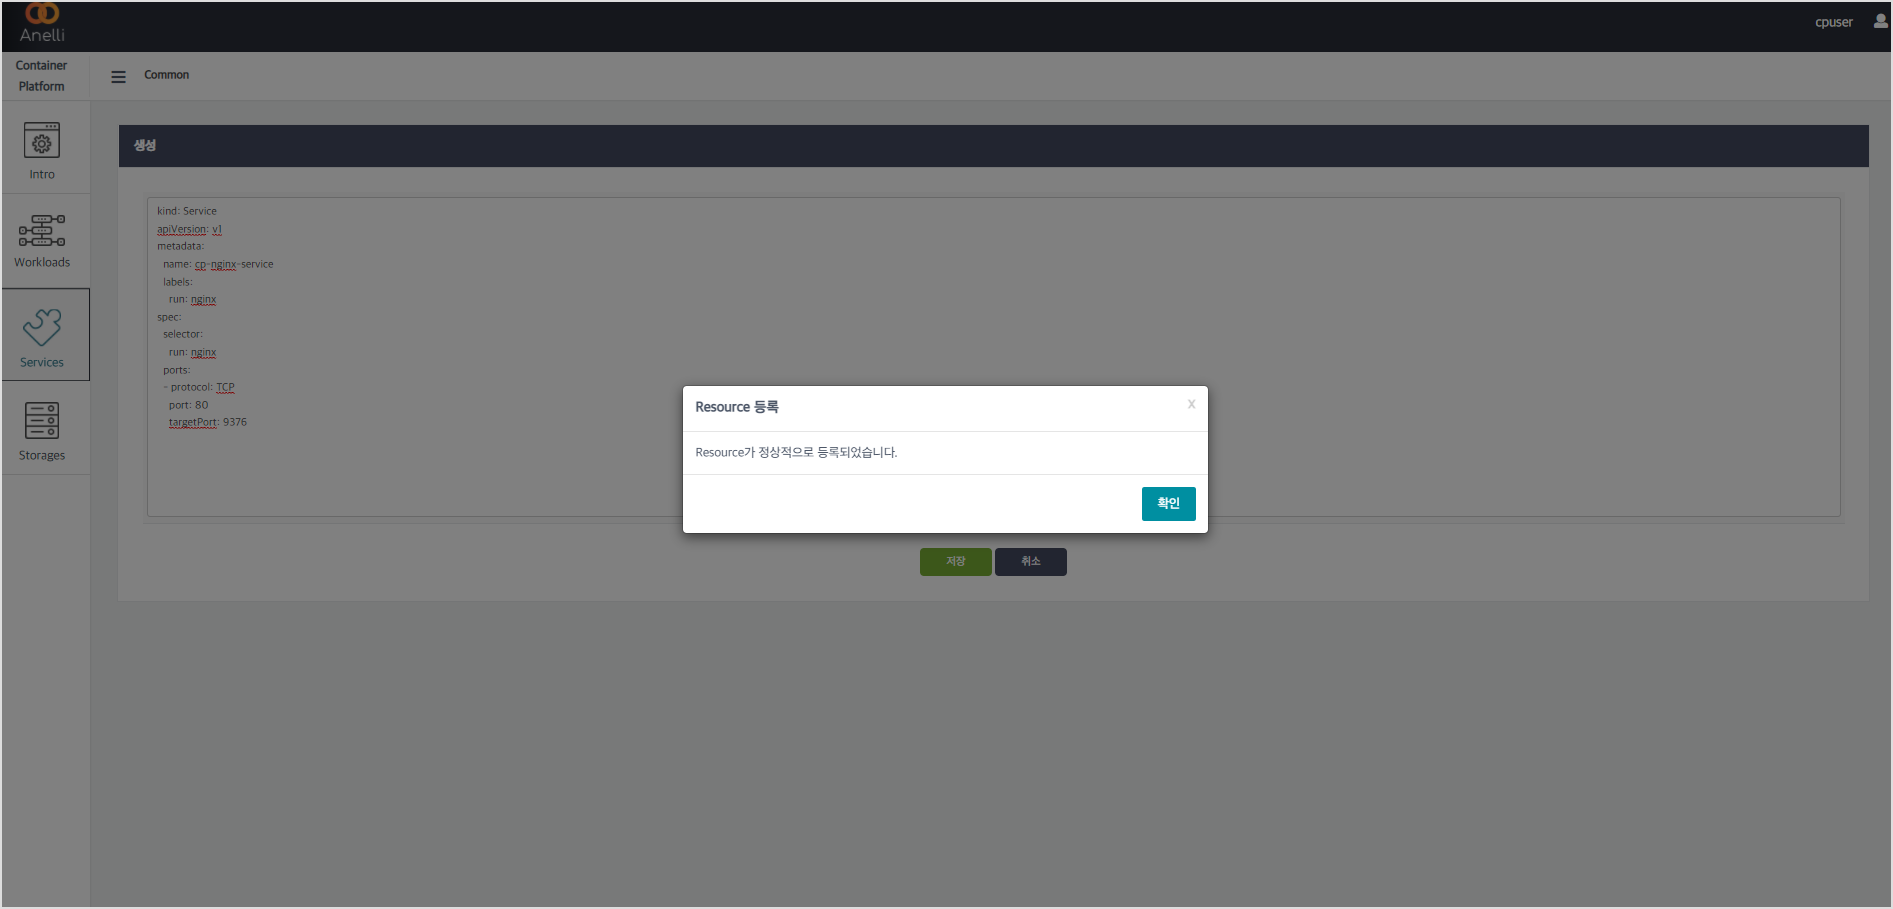 Anelli
cpuser
Container
Platform
Common
Intro
Workloads
Services
Storages
생성
kind: Service
apiVersion: v1
metadata:
name: cp-nginx-service
labels:
run: nginx
spec:
selector:
run: nginx
ports:
- protocol: TCP
port: 80
targetPort: 9376
Resource 등록
x
Resource가 정상적으로 등록되었습니다.
확인
저장
취소